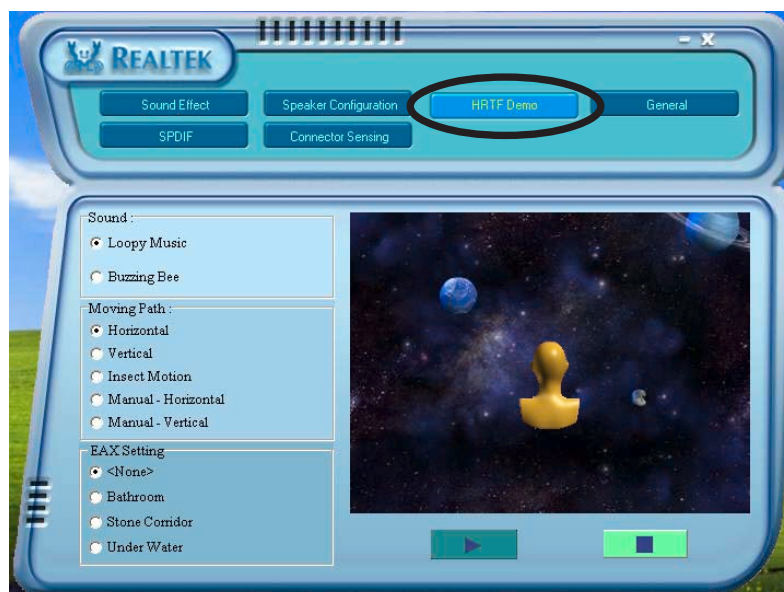 REALTEK
Sound Effect
Speaker Configuration
HRTF Demo
General
SPDIF
Connector Sensing
Sound :
Loopy Music
Buzzing Bee
Moving Path :
Horizontal
Vertical
Insect Motion
Manual - Horizontal
Manual - Vertical
EAX Setting
<None>
Bathroom
Stone Corridor
Under Water